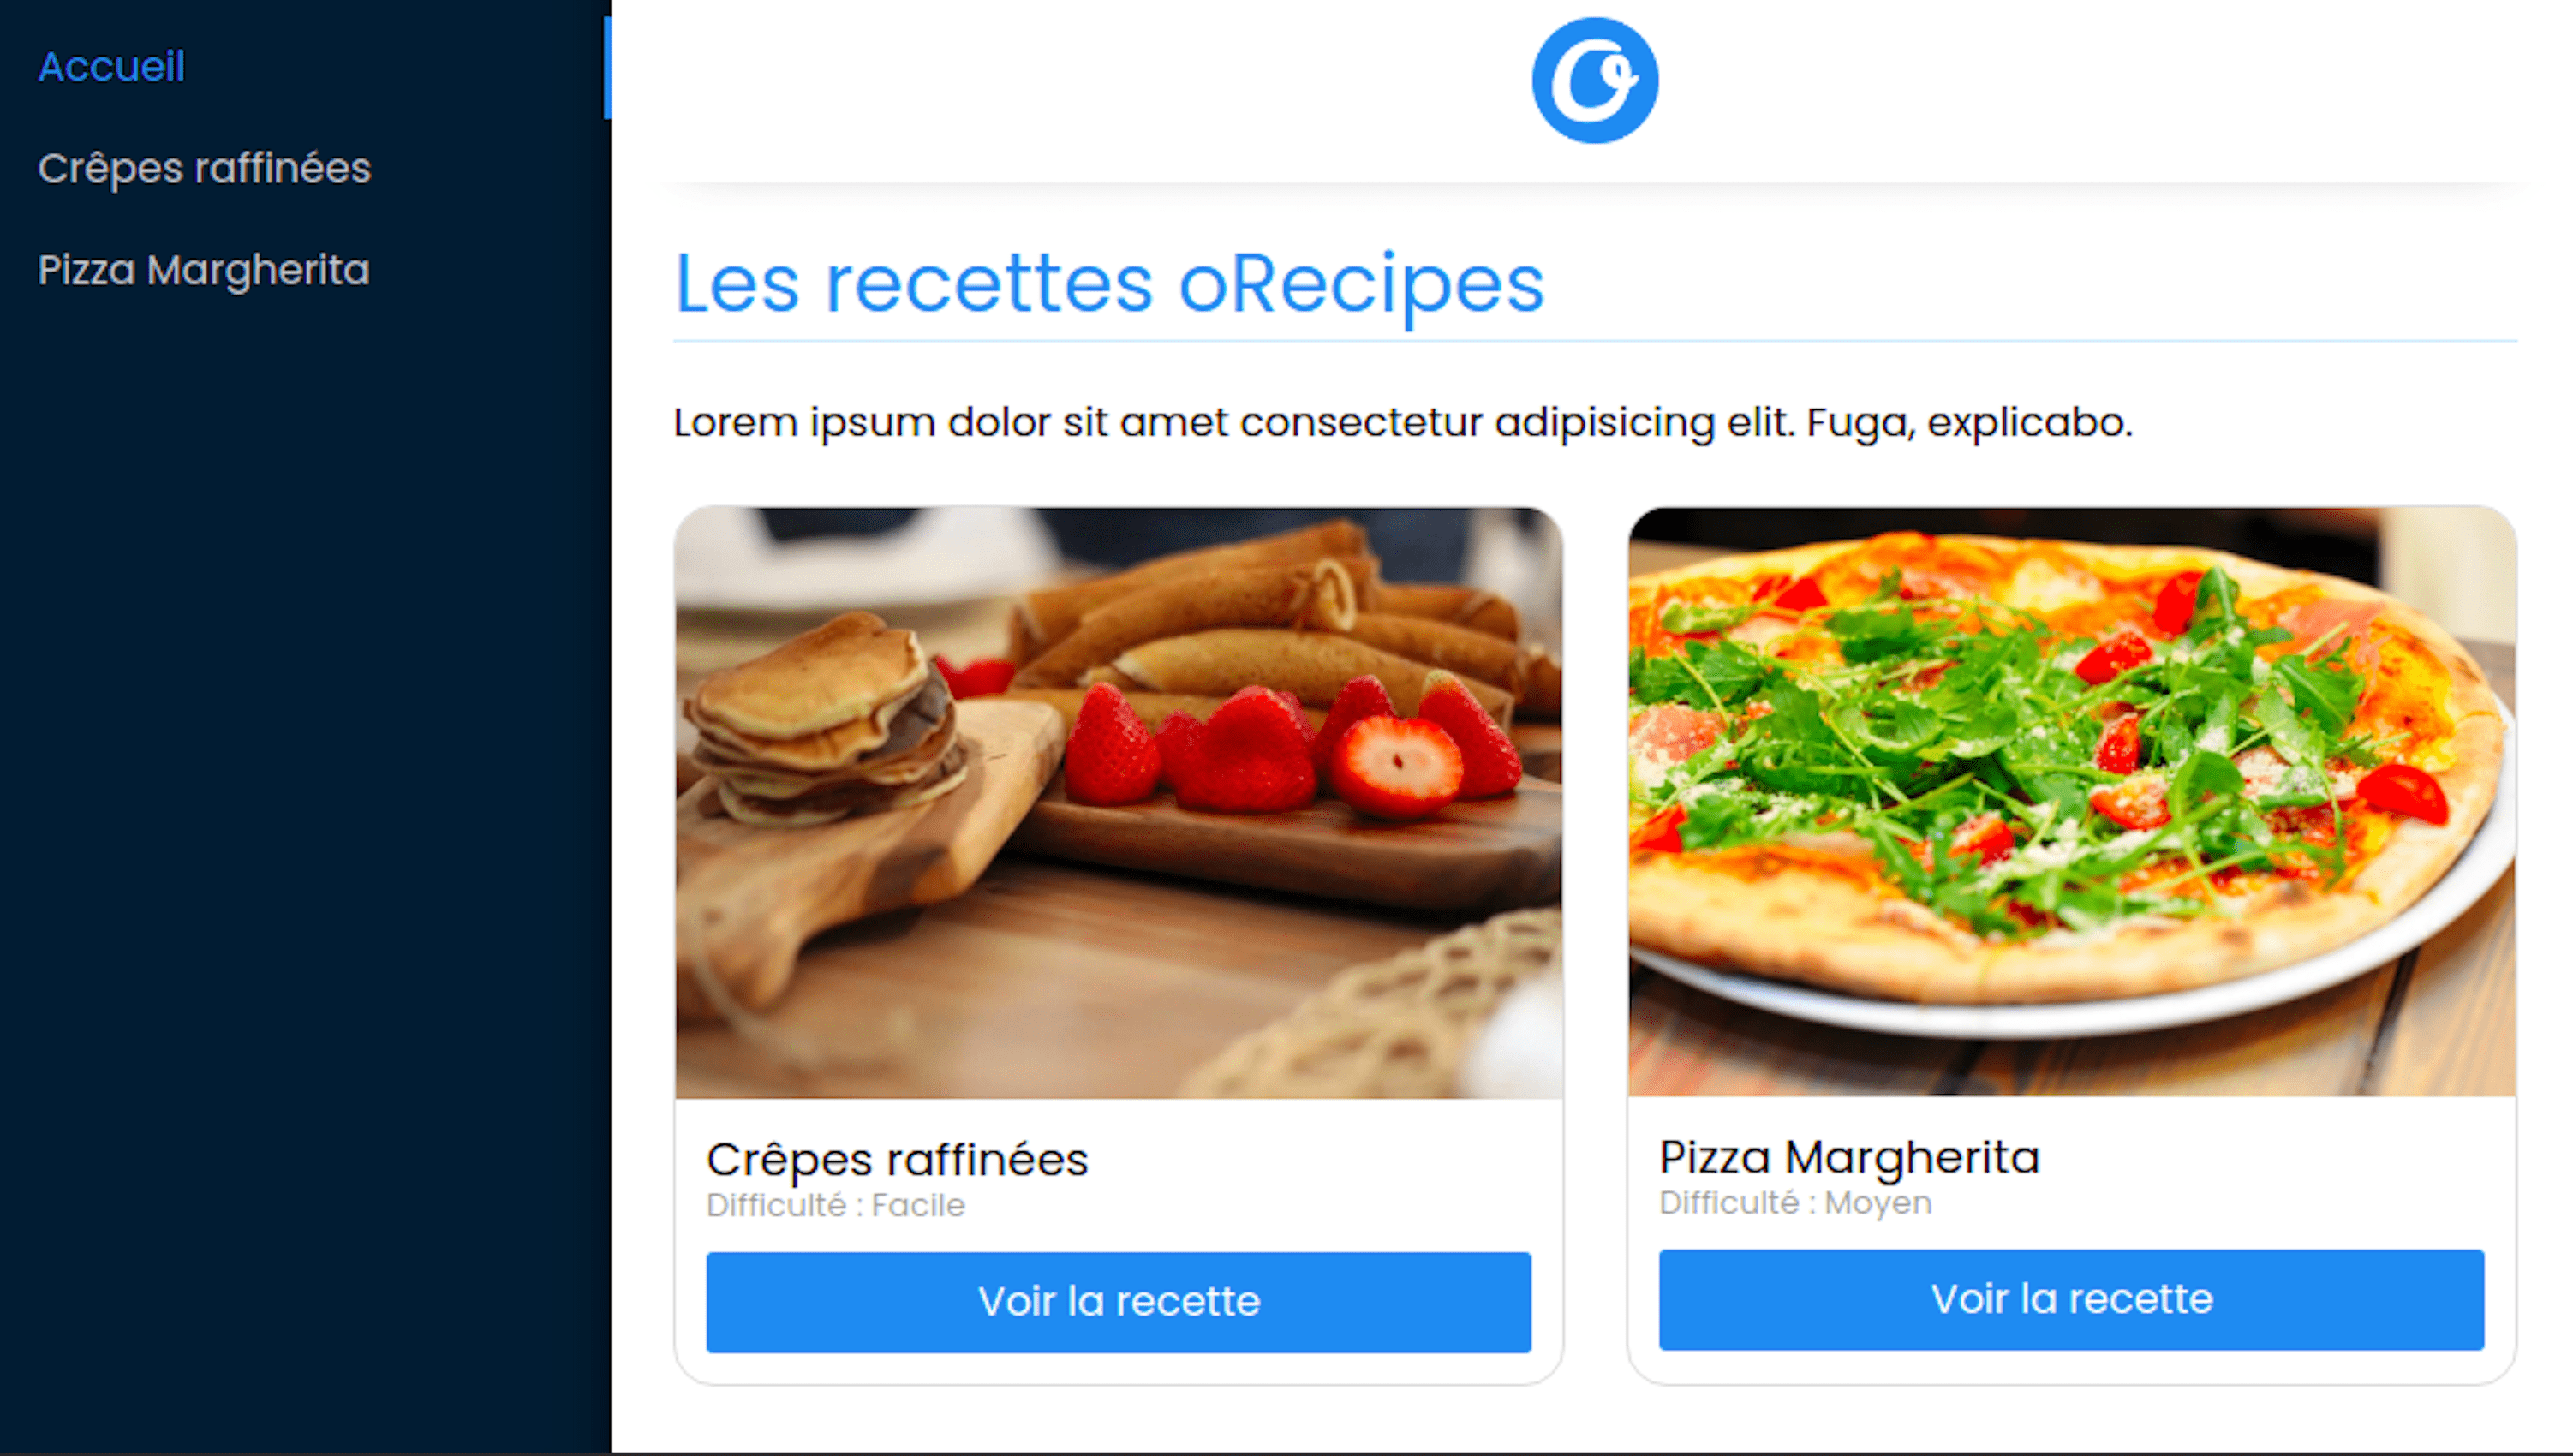 Accueil
Crêpes raffinées
Pizza Margherita
Les recettes oRecipes
Lorem ipsum dolor sit amet consectetur adipisicing elit. Fuga, explicabo.
Crêpes raffinées
Difficulté : Facile
Voir la recette
Pizza Margherita
Difficulté : Moyen
Voir la recette